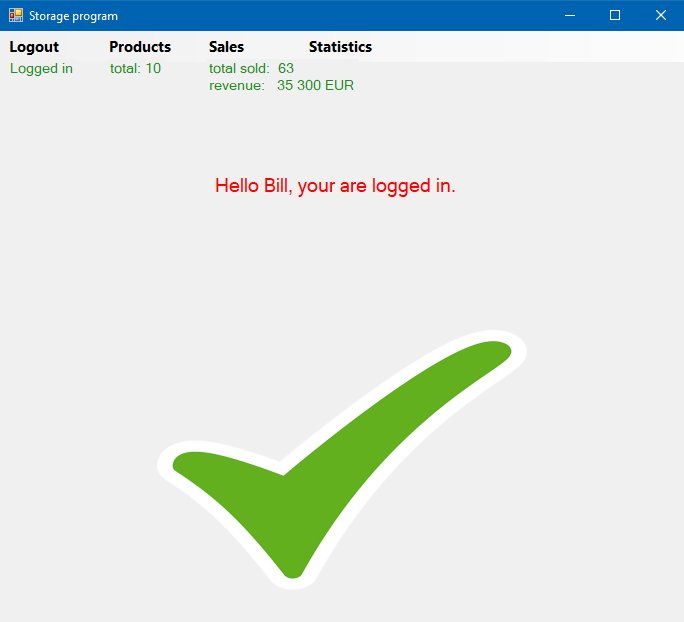 Storage program
Logout Products Sales Statistics
Logged in total: 10 total sold: 63
revenue: 35 300 EUR
Hello Bill, your are logged in.